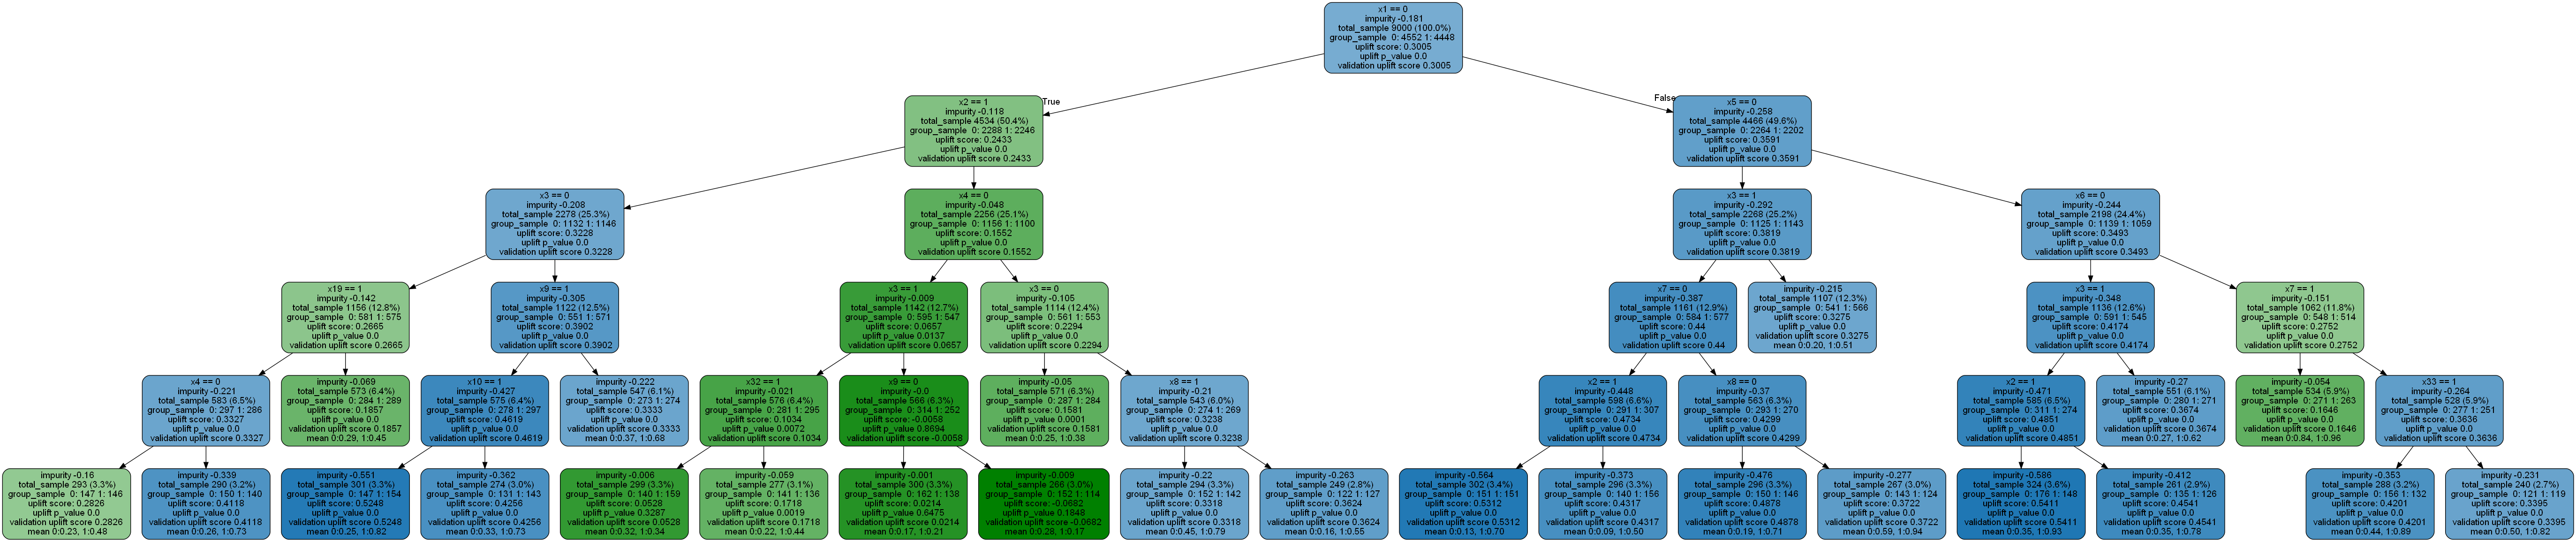 x1 == 0
impurity -0.181
total_sample 9000 (100.0%)
group_sample 0: 4552 1: 4448
uplift score: 0.3005
uplift p_value 0.0
validation uplift score 0.3005
True
False
x2 == 1
impurity -0.118
total_sample 4534 (50.4%)
group_sample 0: 2288 1: 2246
uplift score: 0.2433
uplift p_value 0.0
validation uplift score 0.2433
x5 == 0
impurity -0.258
total_sample 4466 (49.6%)
group_sample 0: 2264 1: 2202
uplift score: 0.3591
uplift p_value 0.0
validation uplift score 0.3591
x3 == 0
impurity -0.208
total_sample 2278 (25.3%)
group_sample 0: 1132 1: 1146
uplift score: 0.3228
uplift p_value 0.0
validation uplift score 0.3228
x4 == 0
impurity -0.048
total_sample 2256 (25.1%)
group_sample 0: 1156 1: 1100
uplift score: 0.1552
uplift p_value 0.0
validation uplift score 0.1552
x3 == 1
impurity -0.292
total_sample 2268 (25.2%)
group_sample 0: 1125 1: 1143
uplift score: 0.3819
uplift p_value 0.0
validation uplift score 0.3819
x6 == 0
impurity -0.244
total_sample 2198 (24.4%)
group_sample 0: 1139 1: 1059
uplift score: 0.3493
uplift p_value 0.0
validation uplift score 0.3493
x19 == 1
impurity -0.142
total_sample 1156 (12.8%)
group_sample 0: 581 1: 575
uplift score: 0.2665
uplift p_value 0.0
validation uplift score 0.2665
x9 == 1
impurity -0.305
total_sample 1122 (12.5%)
group_sample 0: 551 1: 571
uplift score: 0.3902
uplift p_value 0.0
validation uplift score 0.3902
x3 == 1
impurity -0.009
total_sample 1142 (12.7%)
group_sample 0: 595 1: 547
uplift score: 0.0657
uplift p_value 0.0137
validation uplift score 0.0657
x3 == 0
impurity -0.105
total_sample 1114 (12.4%)
group_sample 0: 561 1: 553
uplift score: 0.2294
uplift p_value 0.0
validation uplift score 0.2294
x7 == 0
impurity -0.387
total_sample 1161 (12.9%)
group_sample 0: 584 1: 577
uplift score: 0.44
uplift p_value 0.0
validation uplift score 0.44
impurity -0.215
total_sample 1107 (12.3%)
group_sample 0: 541 1: 566
uplift score: 0.3275
uplift p_value 0.0
validation uplift score 0.3275
mean 0:0.20, 1:0.51
x3 == 1
impurity -0.348
total_sample 1136 (12.6%)
group_sample 0: 591 1: 545
uplift score: 0.4174
uplift p_value 0.0
validation uplift score 0.4174
x7 == 1
impurity -0.151
total_sample 1062 (11.8%)
group_sample 0: 548 1: 514
uplift score: 0.2752
uplift p_value 0.0
validation uplift score 0.2752
x4 == 0
impurity -0.221
total_sample 583 (6.5%)
group_sample 0: 297 1: 286
uplift score: 0.3327
uplift p_value 0.0
validation uplift score 0.3327
impurity -0.069
total_sample 573 (6.4%)
group_sample 0: 284 1: 289
uplift score: 0.1857
uplift p_value 0.0
validation uplift score 0.1857
mean 0:0.29, 1:0.45
x10 == 1
impurity -0.427
total_sample 575 (6.4%)
group_sample 0: 278 1: 297
uplift score: 0.4619
uplift p_value 0.0
validation uplift score 0.4619
impurity -0.222
total_sample 547 (6.1%)
group_sample 0: 273 1: 274
uplift score: 0.3333
uplift p_value 0.0
validation uplift score 0.3333
mean 0:0.37, 1:0.68
x32 == 1
impurity -0.021
total_sample 576 (6.4%)
group_sample 0: 281 1: 295
uplift score: 0.1034
uplift p_value 0.0072
validation uplift score 0.1034
x9 == 0
impurity -0.0
total_sample 566 (6.3%)
group_sample 0: 314 1: 252
uplift score: -0.0058
uplift p_value 0.8694
validation uplift score -0.0058
impurity -0.05
total_sample 571 (6.3%)
group_sample 0: 287 1: 284
uplift score: 0.1581
uplift p_value 0.0001
validation uplift score 0.1581
mean 0:0.25, 1:0.38
x8 == 1
impurity -0.21
total_sample 543 (6.0%)
group_sample 0: 274 1: 269
uplift score: 0.3238
uplift p_value 0.0
validation uplift score 0.3238
x2 == 1
impurity -0.448
total_sample 598 (6.6%)
group_sample 0: 291 1: 307
uplift score: 0.4734
uplift p_value 0.0
validation uplift score 0.4734
x8 == 0
impurity -0.37
total_sample 563 (6.3%)
group_sample 0: 293 1: 270
uplift score: 0.4299
uplift p_value 0.0
validation uplift score 0.4299
x2 == 1
impurity -0.471
total_sample 585 (6.5%)
group_sample 0: 311 1: 274
uplift score: 0.4851
uplift p_value 0.0
validation uplift score 0.4851
impurity -0.27
total_sample 551 (6.1%)
group_sample 0: 280 1: 271
uplift score: 0.3674
uplift p_value 0.0
validation uplift score 0.3674
mean 0:0.27, 1:0.62
impurity -0.054
total_sample 534 (5.9%)
group_sample 0: 271 1: 263
uplift score: 0.1646
uplift p_value 0.0
validation uplift score 0.1646
mean 0:0.84, 1:0.96
x33 == 1
impurity -0.264
total_sample 528 (5.9%)
group_sample 0: 277 1: 251
uplift score: 0.3636
uplift p_value 0.0
validation uplift score 0.3636
impurity -0.16
total_sample 293 (3.3%)
group_sample 0: 147 1: 146
uplift score: 0.2826
uplift p_value 0.0
validation uplift score 0.2826
mean 0:0.23, 1:0.48
impurity -0.339
total_sample 290 (3.2%)
group_sample 0: 150 1: 140
uplift score: 0.4118
uplift p_value 0.0
validation uplift score 0.4118
mean 0:0.26, 1:0.73
impurity -0.551
total_sample 301 (3.3%)
group_sample 0: 147 1: 154
uplift score: 0.5248
uplift p_value 0.0
validation uplift score 0.5248
mean 0:0.25, 1:0.82
impurity -0.362
total_sample 274 (3.0%)
group_sample 0: 131 1: 143
uplift score: 0.4256
uplift p_value 0.0
validation uplift score 0.4256
mean 0:0.33, 1:0.73
impurity -0.006
total_sample 299 (3.3%)
group_sample 0: 140 1: 159
uplift score: 0.0528
uplift p_value 0.3287
validation uplift score 0.0528
mean 0:0.32, 1:0.34
impurity -0.059
total_sample 277 (3.1%)
group_sample 0: 141 1: 136
uplift score: 0.1718
uplift p_value 0.0019
validation uplift score 0.1718
mean 0:0.22, 1:0.44
impurity -0.001
total_sample 300 (3.3%)
group_sample 0: 162 1: 138
uplift score: 0.0214
uplift p_value 0.6475
validation uplift score 0.0214
mean 0:0.17, 1:0.21
impurity -0.009
total_sample 266 (3.0%)
group_sample 0: 152 1: 114
uplift score: -0.0682
uplift p_value 0.1848
validation uplift score -0.0682
mean 0:0.28, 1:0.17
impurity -0.22
total_sample 294 (3.3%)
group_sample 0: 152 1: 142
uplift score: 0.3318
uplift p_value 0.0
validation uplift score 0.3318
mean 0:0.45, 1:0.79
impurity -0.263
total_sample 249 (2.8%)
group_sample 0: 122 1: 127
uplift score: 0.3624
uplift p_value 0.0
validation uplift score 0.3624
mean 0:0.16, 1:0.55
impurity -0.564
total_sample 302 (3.4%)
group_sample 0: 151 1: 151
uplift score: 0.5312
uplift p_value 0.0
validation uplift score 0.5312
mean 0:0.13, 1:0.70
impurity -0.373
total_sample 296 (3.3%)
group_sample 0: 140 1: 156
uplift score: 0.4317
uplift p_value 0.0
validation uplift score 0.4317
mean 0:0.09, 1:0.50
impurity -0.476
total_sample 296 (3.3%)
group_sample 0: 150 1: 146
uplift score: 0.4878
uplift p_value 0.0
validation uplift score 0.4878
mean 0:0.19, 1:0.71
impurity -0.277
total_sample 267 (3.0%)
group_sample 0: 143 1: 124
uplift score: 0.3722
uplift p_value 0.0
validation uplift score 0.3722
mean 0:0.59, 1:0.94
impurity -0.586
total_sample 324 (3.6%)
group_sample 0: 176 1: 148
uplift score: 0.5411
uplift p_value 0.0
validation uplift score 0.5411
mean 0:0.35, 1:0.93
impurity -0.412
total_sample 261 (2.9%)
group_sample 0: 135 1: 126
uplift score: 0.4541
uplift p_value 0.0
validation uplift score 0.4541
mean 0:0.35, 1:0.78
impurity -0.353
total_sample 288 (3.2%)
group_sample 0: 156 1: 132
uplift score: 0.4201
uplift p_value 0.0
validation uplift score 0.4201
mean 0:0.44, 1:0.89
impurity -0.231
total_sample 240 (2.7%)
group_sample 0: 121 1: 119
uplift score: 0.3395
uplift p_value 0.0
validation uplift score 0.3395
mean 0:0.50, 1:0.82